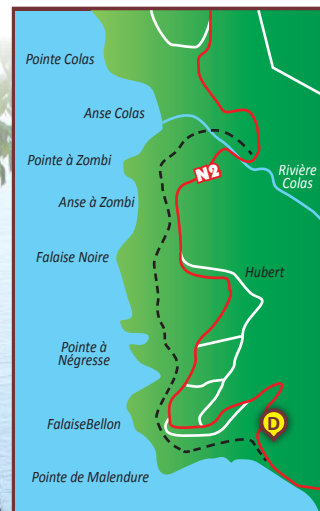 Pointe Colas
Anse Colas
Pointe à Zombi
N2
Rivière
Colas
Anse à Zombi
Falaise Noire
Hubert
Pointe à
Négresse
FalaiseBellon
D
Pointe de Malendure